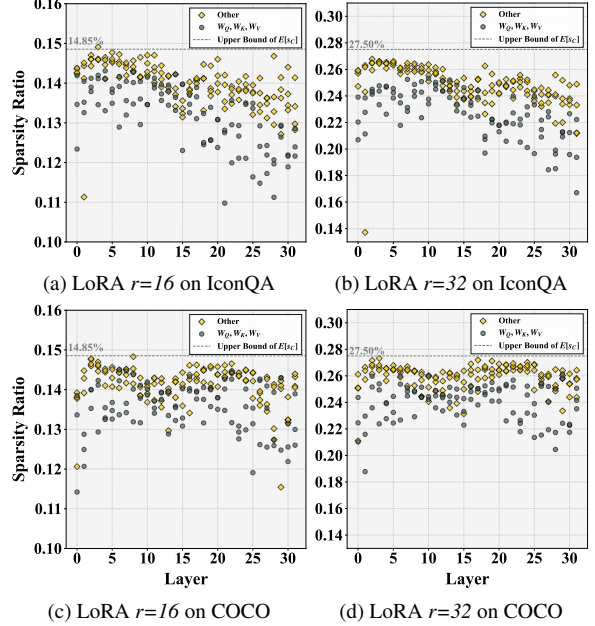 0.16
0.15
0.14
0.13
0.12
0.11
0.10
Sparsity Ratio
14.85%
Other
W_Q, W_K, W_V
Upper Bound of E[s_C]
0 5 10 15 20 25 30
(a) LoRA r=16 on IconQA
0.30
0.28
0.26
0.24
0.22
0.20
0.18
0.16
0.14
27.50%
Other
W_Q, W_K, W_V
Upper Bound of E[s_C]
0 5 10 15 20 25 30
(b) LoRA r=32 on IconQA
0.16
0.15
0.14
0.13
0.12
0.11
0.10
Sparsity Ratio
14.85%
Other
W_Q, W_K, W_V
Upper Bound of E[s_C]
0 5 10 15 20 25 30
Layer
(c) LoRA r=16 on COCO
0.30
0.28
0.26
0.24
0.22
0.20
0.18
0.16
0.14
27.50%
Other
W_Q, W_K, W_V
Upper Bound of E[s_C]
0 5 10 15 20 25 30
Layer
(d) LoRA r=32 on COCO